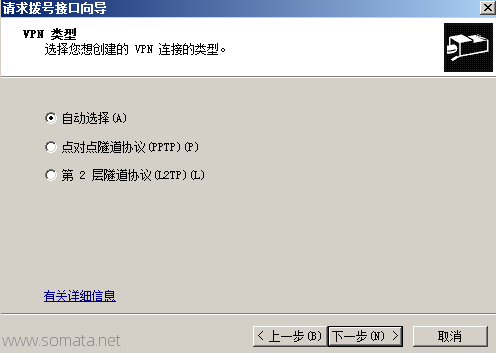 请求拨号接口向导
VPN 类型
选择您想创建的 VPN 连接的类型。
自动选择(A)
点对点隧道协议(PPTP)(P)
第 2 层隧道协议(L2TP)(L)
有关详细信息
www.somata.net
< 上一步(B) 下一步(N) > 取消